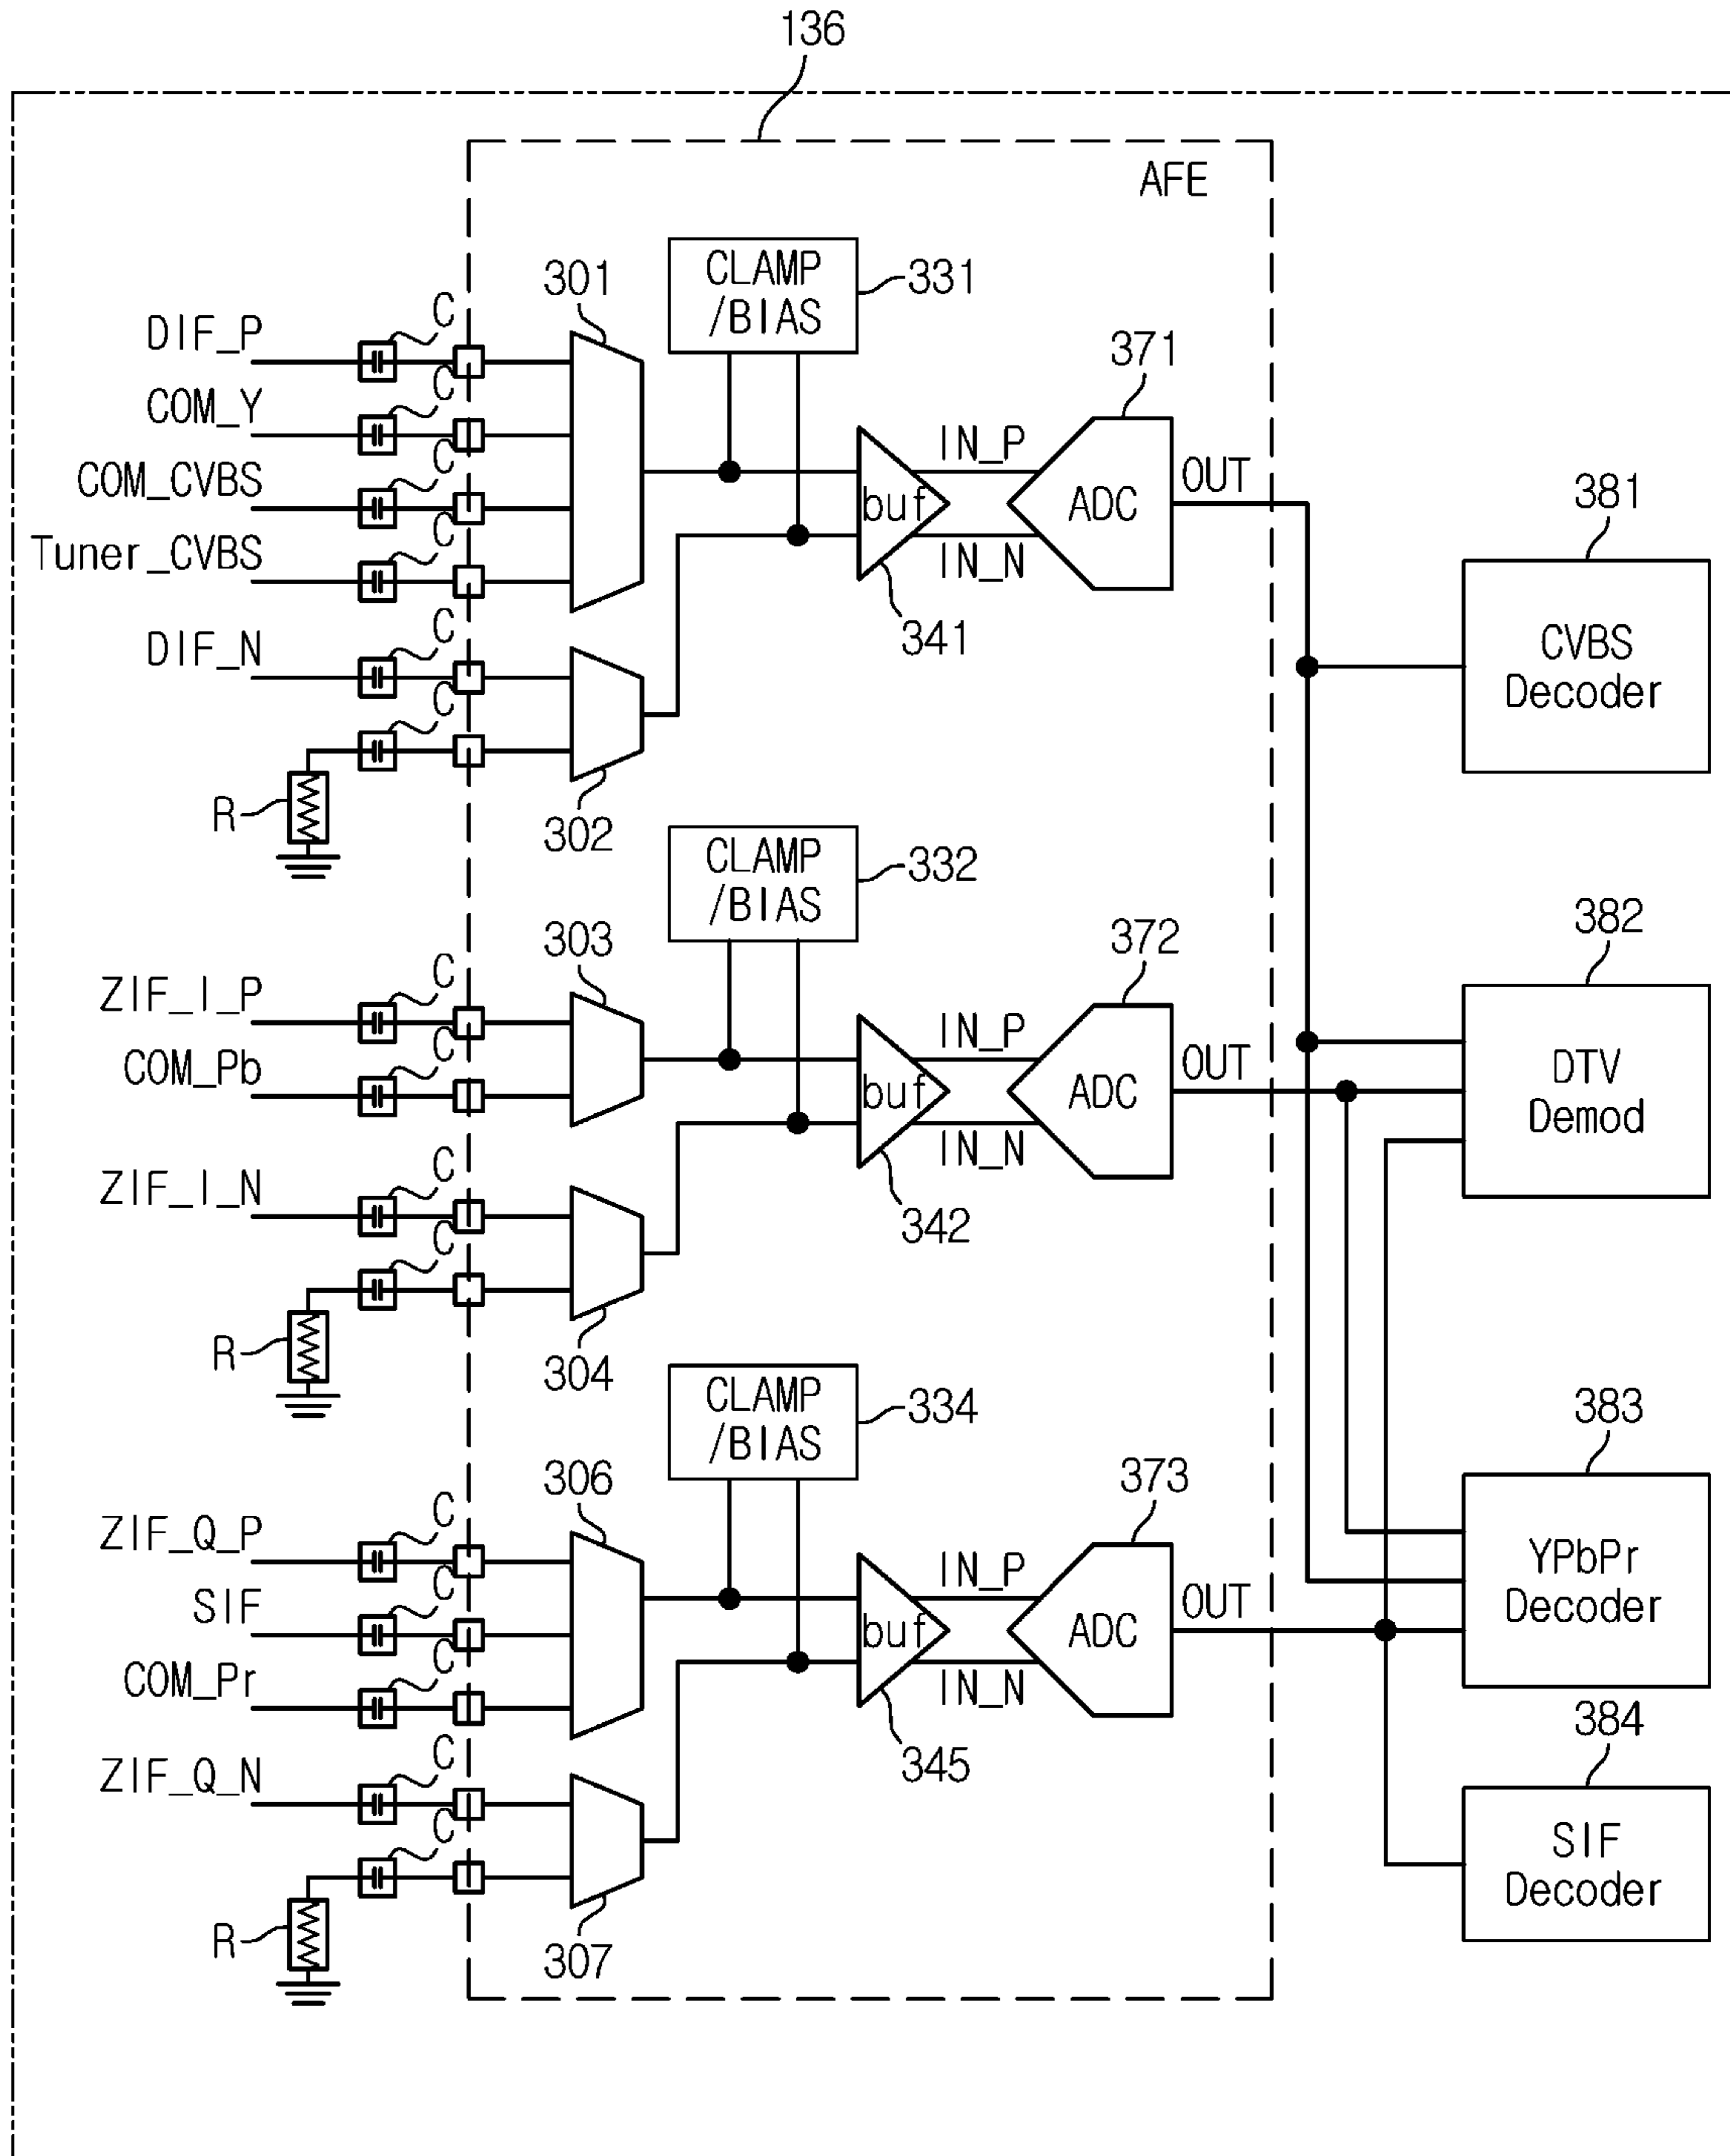 136
AFE
301
CLAMP
/BIAS
331
DIF_P
C
371
COM_Y
C
IN_P
OUT
COM_CVBS
C
buf
ADC
381
Tuner_CVBS
C
IN_N
DIF_N
C
341
CVBS
Decoder
C
R
302
CLAMP
/BIAS
332
303
372
382
ZIF_I_P
C
IN_P
OUT
COM_Pb
C
buf
ADC
DTV
Demod
IN_N
ZIF_I_N
C
342
C
R
304
CLAMP
/BIAS
334
383
306
373
ZIF_Q_P
C
IN_P
YPbPr
Decoder
SIF
C
buf
ADC
OUT
COM_Pr
C
IN_N
384
ZIF_Q_N
C
345
C
SIF
Decoder
R
307